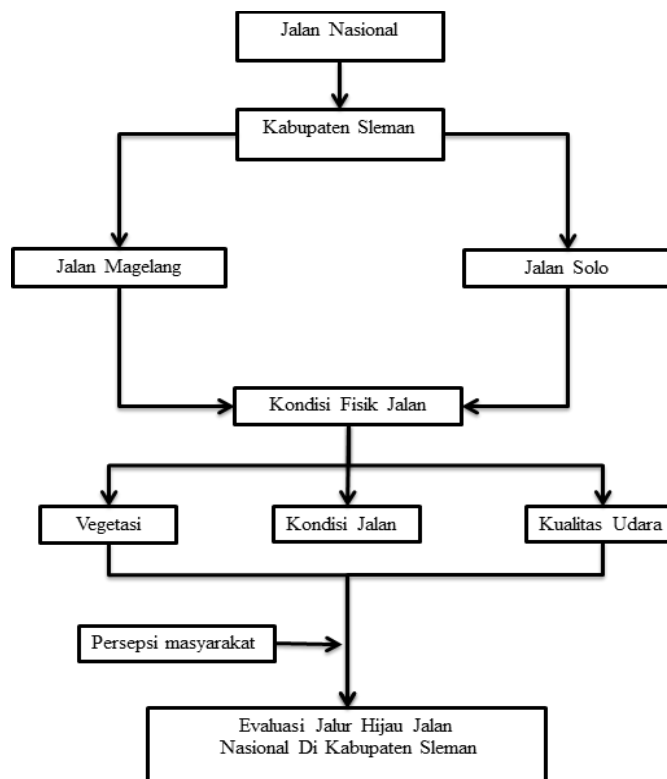 Jalan Nasional
Kabupaten Sleman
Jalan Magelang
Jalan Solo
Kondisi Fisik Jalan
Vegetasi
Kondisi Jalan
Kualitas Udara
Persepsi masyarakat
Evaluasi Jalur Hijau Jalan
Nasional Di Kabupaten Sleman